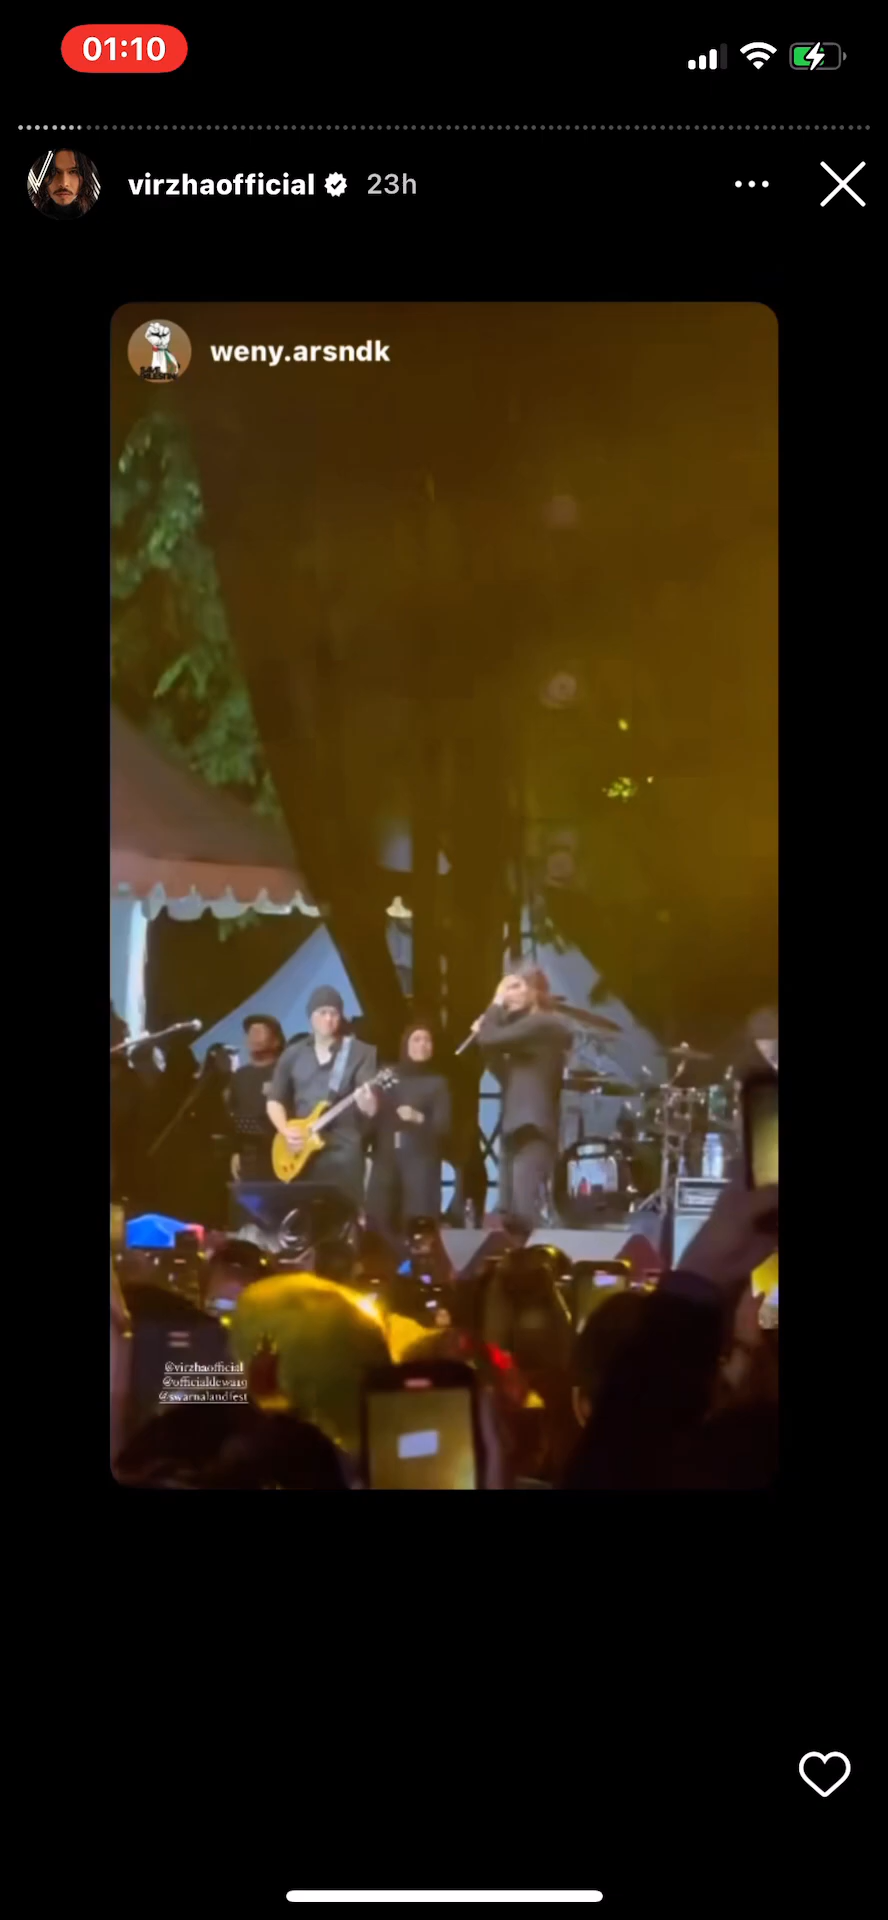 01:10
virzhaofficial 23h
weny.arsndk
@virzhaofficial
@officialdewa19
@swarnalandfest